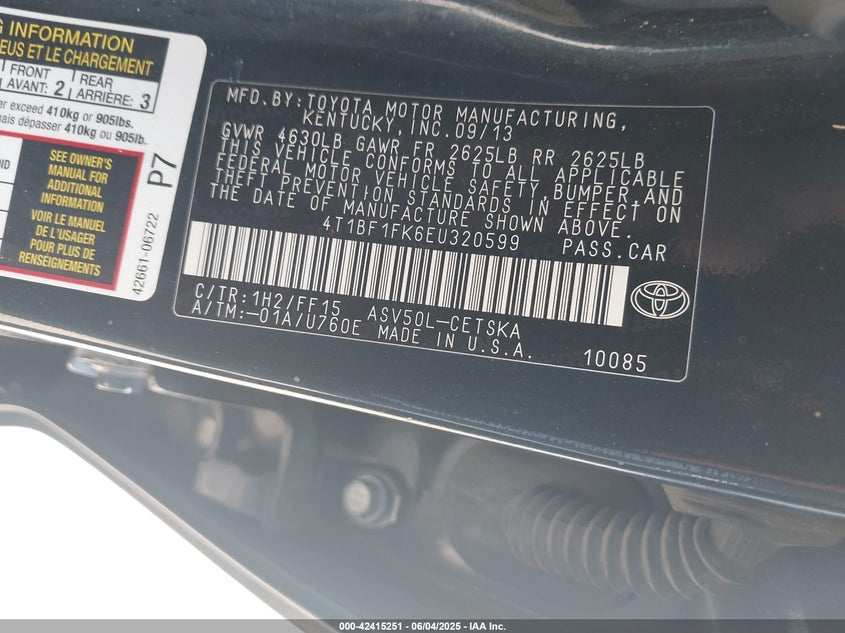 G INFORMATION
EUS ET LE CHARGEMENT
FRONT
AVANT: 2
REAR
ARRIÈRE: 3
er exceed 410kg or 905lbs.
mais dépasser 410kg ou 905lb.
SEE OWNER'S
MANUAL FOR
ADDITIONAL
INFORMATION
VOIR LE MANUEL
DE L'USAGER
POUR PLUS DE
RENSEIGNEMENTS
P7
42661-06722
MFD.BY:TOYOTA MOTOR MANUFACTURING,
KENTUCKY,INC.09/13
GVWR 4630LB GAWR FR 2625LB RR 2625LB
THIS VEHICLE CONFORMS TO ALL APPLICABLE
FEDERAL MOTOR VEHICLE SAFETY, BUMPER, AND
THEFT PREVENTION STANDARDS IN EFFECT ON
THE DATE OF MANUFACTURE SHOWN ABOVE.
4T1BF1FK6EU320599 PASS.CAR
C/TR:1H2/FF15 ASV50L-CETSKA
A/TM:-01A/U760E MADE IN U.S.A. 10085
000-42415251 - 06/04/2025 - IAA Inc.